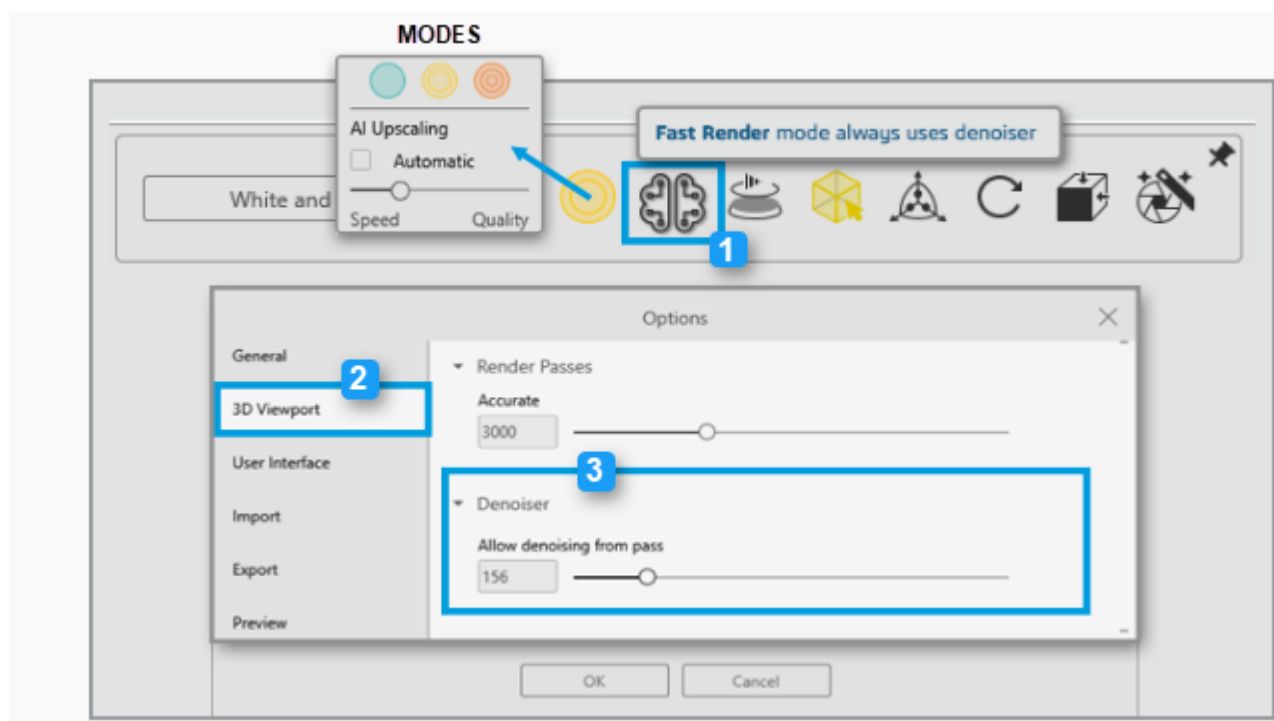 MODES
AI Upscaling
Automatic
Speed Quality
Fast Render mode always uses denoiser
White and
1
Options
General
2
3D Viewport
User Interface
Import
Export
Preview
Render Passes
Accurate
3000
3
Denoiser
Allow denoising from pass
156
OK Cancel